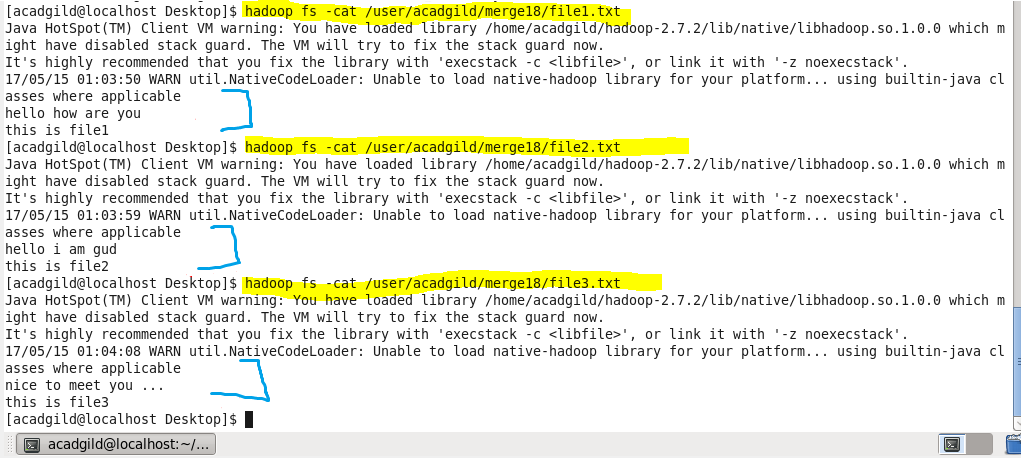 [acadgild@localhost Desktop]$ hadoop fs -cat /user/acadgild/merge18/file1.txt
Java HotSpot(TM) Client VM warning: You have loaded library /home/acadgild/hadoop-2.7.2/lib/native/libhadoop.so.1.0.0 which m
ight have disabled stack guard. The VM will try to fix the stack guard now.
It's highly recommended that you fix the library with 'execstack -c <libfile>', or link it with '-z noexecstack'.
17/05/15 01:03:50 WARN util.NativeCodeLoader: Unable to load native-hadoop library for your platform... using builtin-java cl
asses where applicable
hello how are you
this is file1
[acadgild@localhost Desktop]$ hadoop fs -cat /user/acadgild/merge18/file2.txt
Java HotSpot(TM) Client VM warning: You have loaded library /home/acadgild/hadoop-2.7.2/lib/native/libhadoop.so.1.0.0 which m
ight have disabled stack guard. The VM will try to fix the stack guard now.
It's highly recommended that you fix the library with 'execstack -c <libfile>', or link it with '-z noexecstack'.
17/05/15 01:03:59 WARN util.NativeCodeLoader: Unable to load native-hadoop library for your platform... using builtin-java cl
asses where applicable
hello i am gud
this is file2
[acadgild@localhost Desktop]$ hadoop fs -cat /user/acadgild/merge18/file3.txt
Java HotSpot(TM) Client VM warning: You have loaded library /home/acadgild/hadoop-2.7.2/lib/native/libhadoop.so.1.0.0 which m
ight have disabled stack guard. The VM will try to fix the stack guard now.
It's highly recommended that you fix the library with 'execstack -c <libfile>', or link it with '-z noexecstack'.
17/05/15 01:04:08 WARN util.NativeCodeLoader: Unable to load native-hadoop library for your platform... using builtin-java cl
asses where applicable
nice to meet you ...
this is file3
[acadgild@localhost Desktop]$
acadgild@localhost:~/...